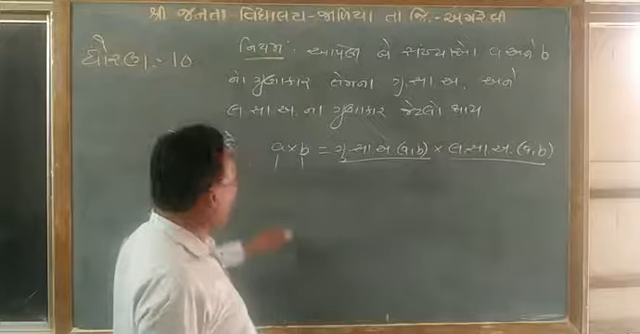 શ્રી જનતા વિદ્યાલય-જાળિયા તા જિ.-અમરેલી
ધોરણ.-10
નિયમ: આપેલી બે સંખ્યાઓ a અને b
નો ગુણાકાર તેમના ગુ.સા.અ. અને
લ.સા.અ.ના ગુણાકાર જેટલો થાય
છે
a×b = ગુ.સા.અ (a,b) × લ.સા.અ. (a,b)